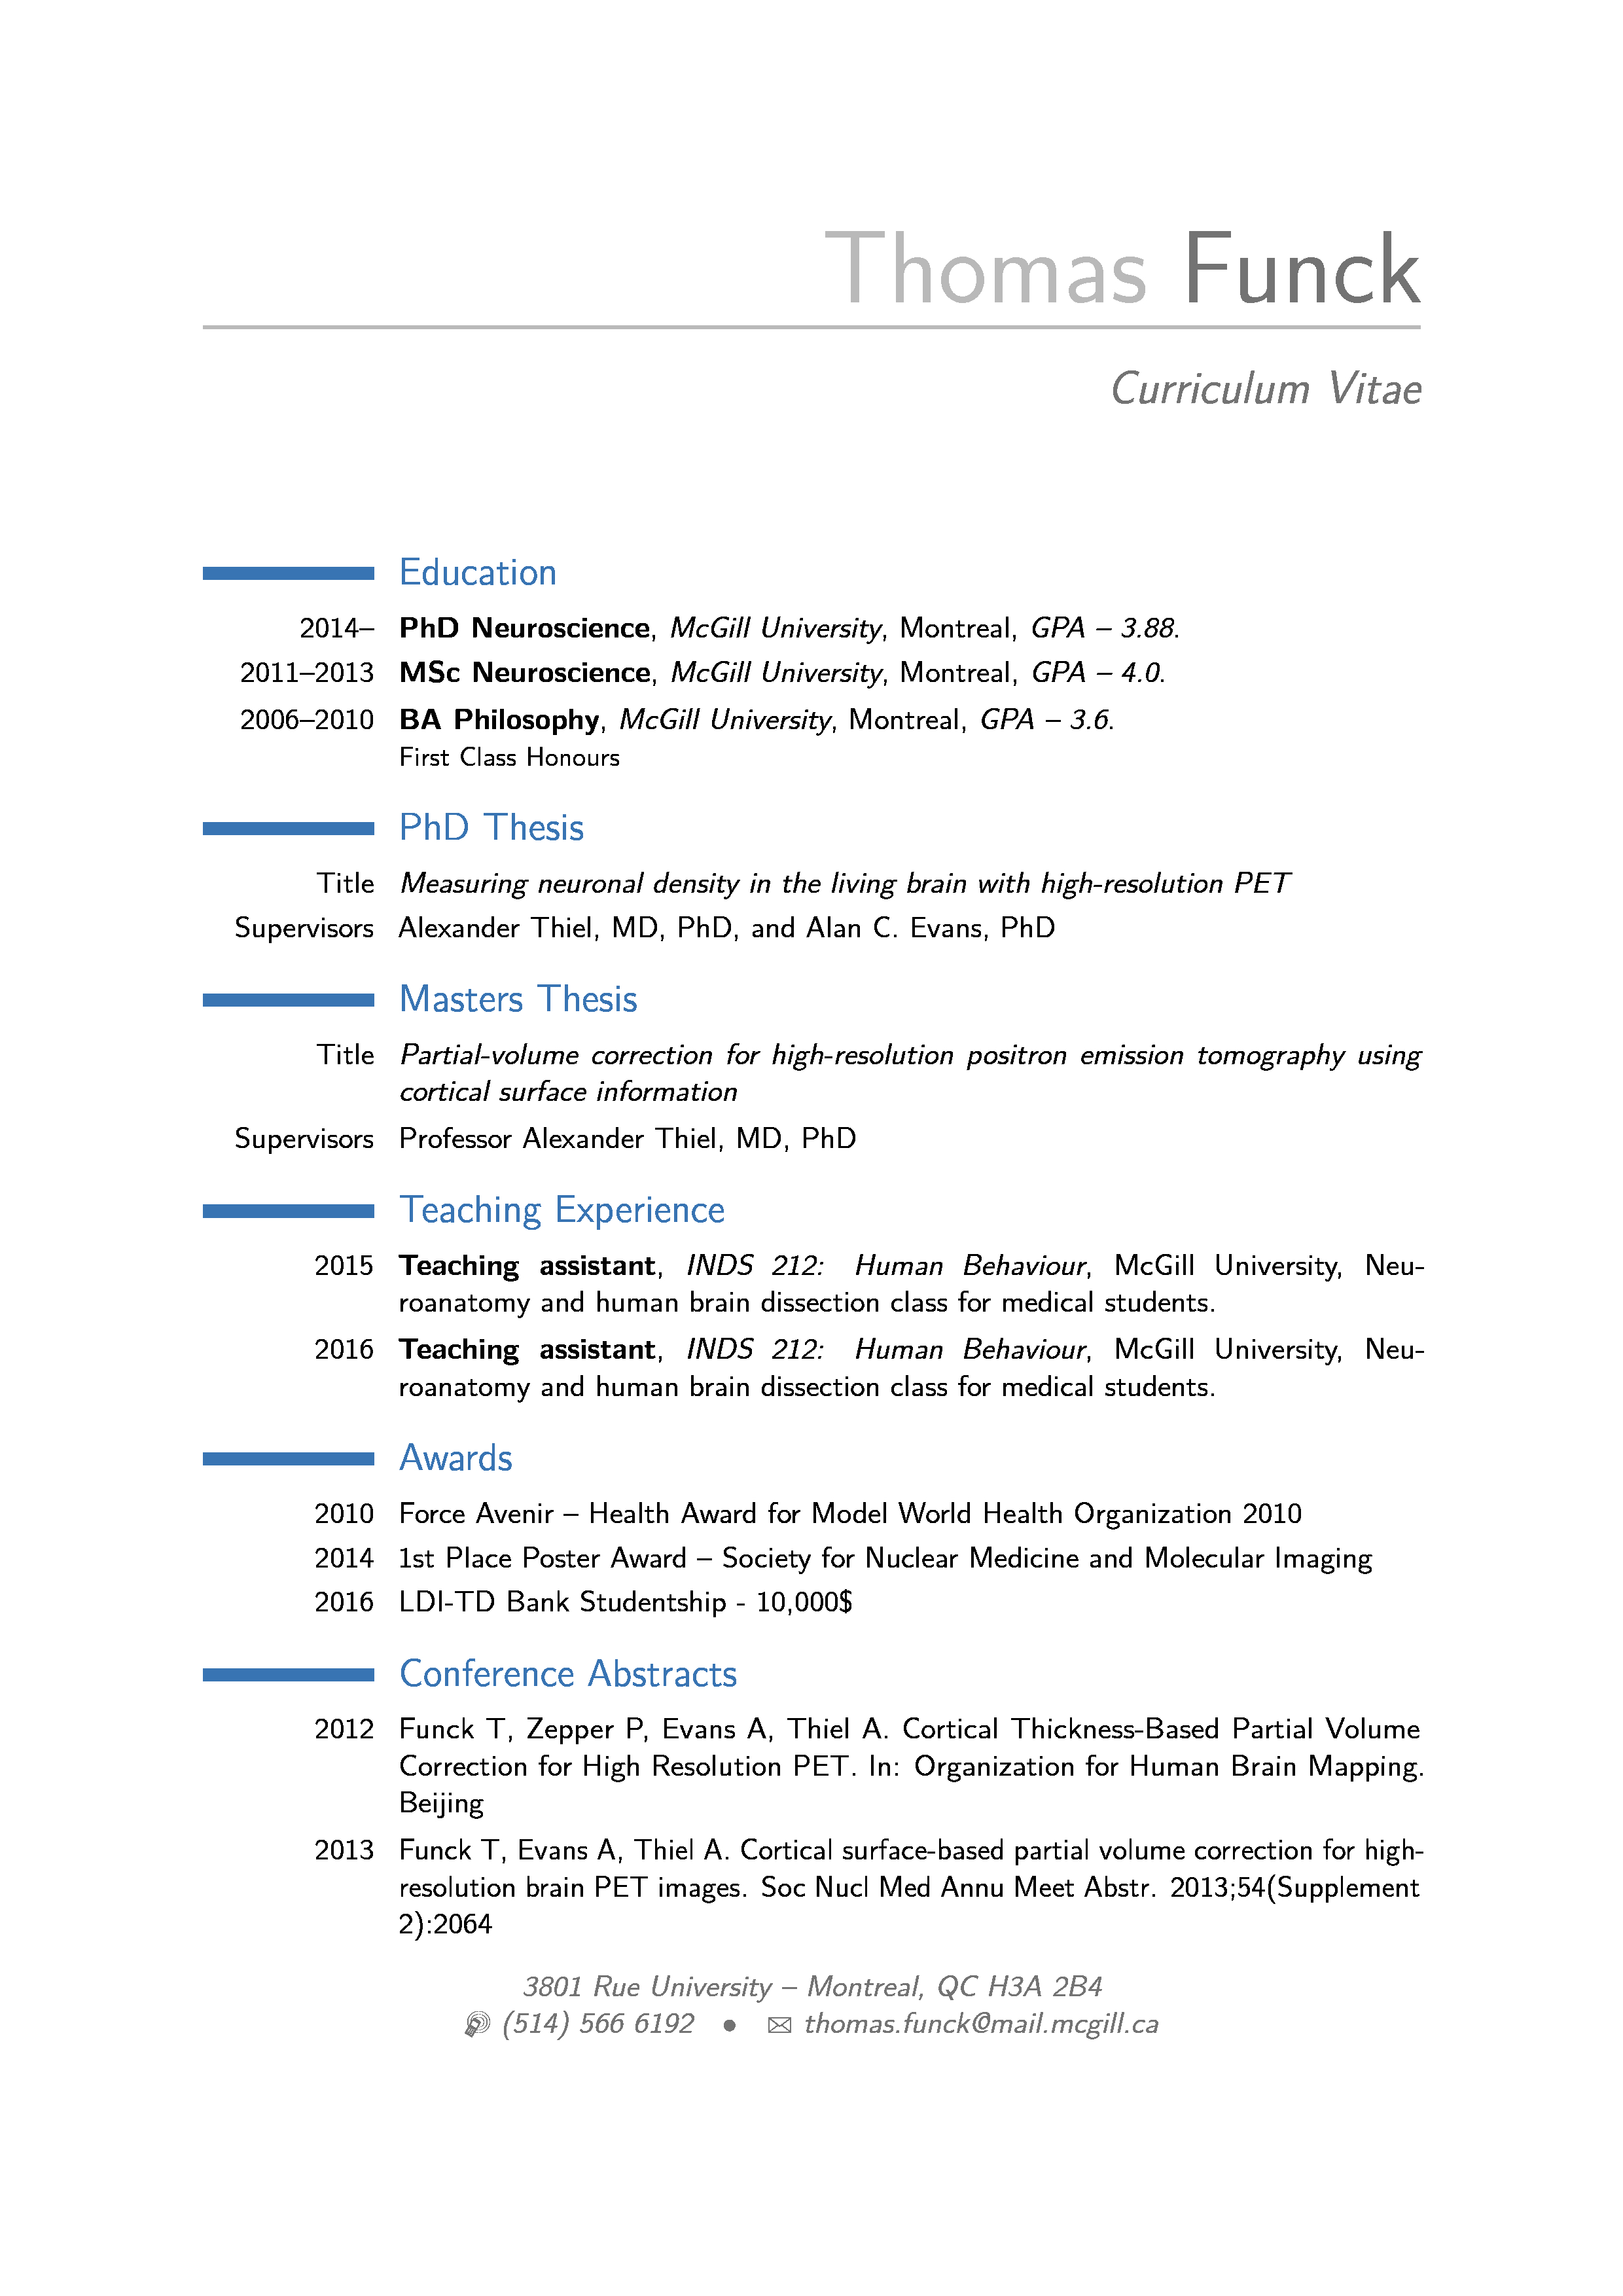 Thomas Funck
Curriculum Vitae
Education
2014– PhD Neuroscience, McGill University, Montreal, GPA – 3.88.
2011–2013 MSc Neuroscience, McGill University, Montreal, GPA – 4.0.
2006–2010 BA Philosophy, McGill University, Montreal, GPA – 3.6.
First Class Honours
PhD Thesis
Title Measuring neuronal density in the living brain with high-resolution PET
Supervisors Alexander Thiel, MD, PhD, and Alan C. Evans, PhD
Masters Thesis
Title Partial-volume correction for high-resolution positron emission tomography using
cortical surface information
Supervisors Professor Alexander Thiel, MD, PhD
Teaching Experience
2015 Teaching assistant, INDS 212: Human Behaviour, McGill University, Neu-
roanatomy and human brain dissection class for medical students.
2016 Teaching assistant, INDS 212: Human Behaviour, McGill University, Neu-
roanatomy and human brain dissection class for medical students.
Awards
2010 Force Avenir – Health Award for Model World Health Organization 2010
2014 1st Place Poster Award – Society for Nuclear Medicine and Molecular Imaging
2016 LDI-TD Bank Studentship - 10,000$
Conference Abstracts
2012 Funck T, Zepper P, Evans A, Thiel A. Cortical Thickness-Based Partial Volume
Correction for High Resolution PET. In: Organization for Human Brain Mapping.
Beijing
2013 Funck T, Evans A, Thiel A. Cortical surface-based partial volume correction for high-
resolution brain PET images. Soc Nucl Med Annu Meet Abstr. 2013;54(Supplement
2):2064
3801 Rue University – Montreal, QC H3A 2B4
(514) 566 6192 • thomas.funck@mail.mcgill.ca